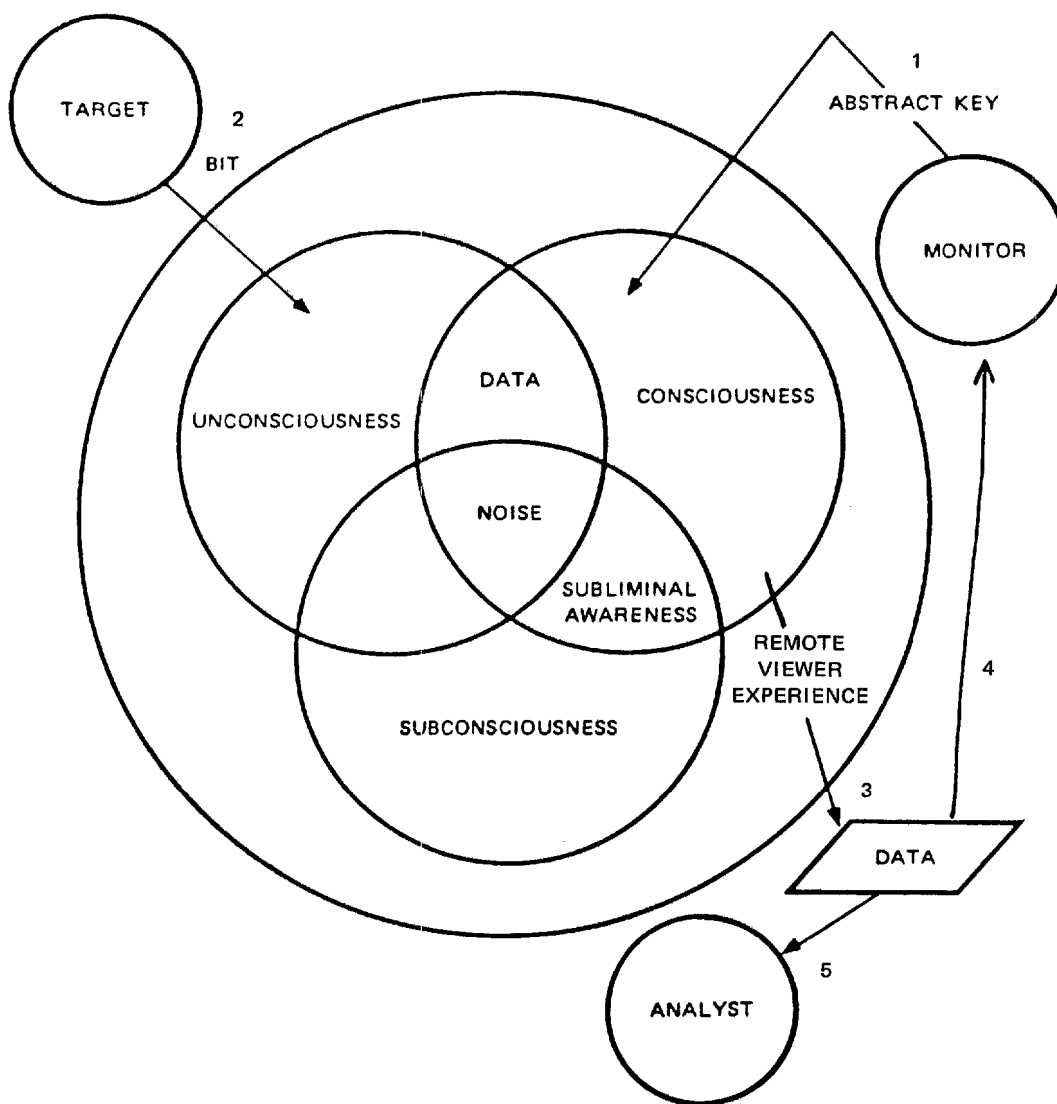 1
ABSTRACT KEY
TARGET
2
BIT
MONITOR
DATA
UNCONSCIOUSNESS
CONSCIOUSNESS
NOISE
SUBLIMINAL
AWARENESS
REMOTE
VIEWER
EXPERIENCE
4
SUBCONSCIOUSNESS
3
DATA
5
ANALYST